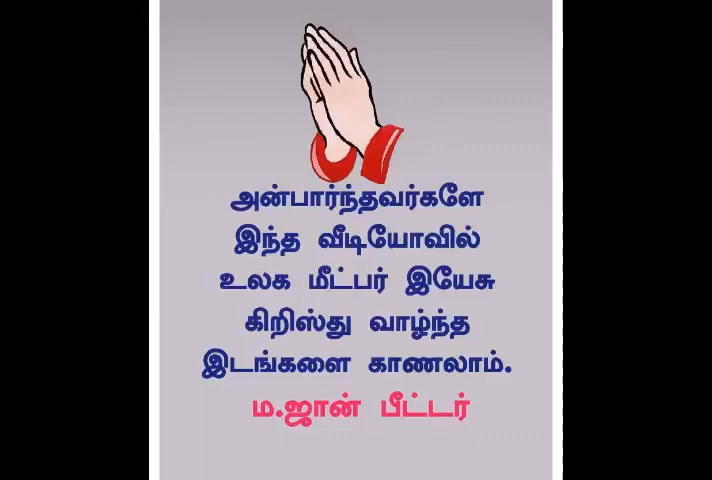 அன்பார்ந்தவர்களே
இந்த வீடியோவில்
உலக மீட்பர் இயேசு
கிறிஸ்து வாழ்ந்த
இடங்களை காணலாம்.
ம.ஜான் பீட்டர்